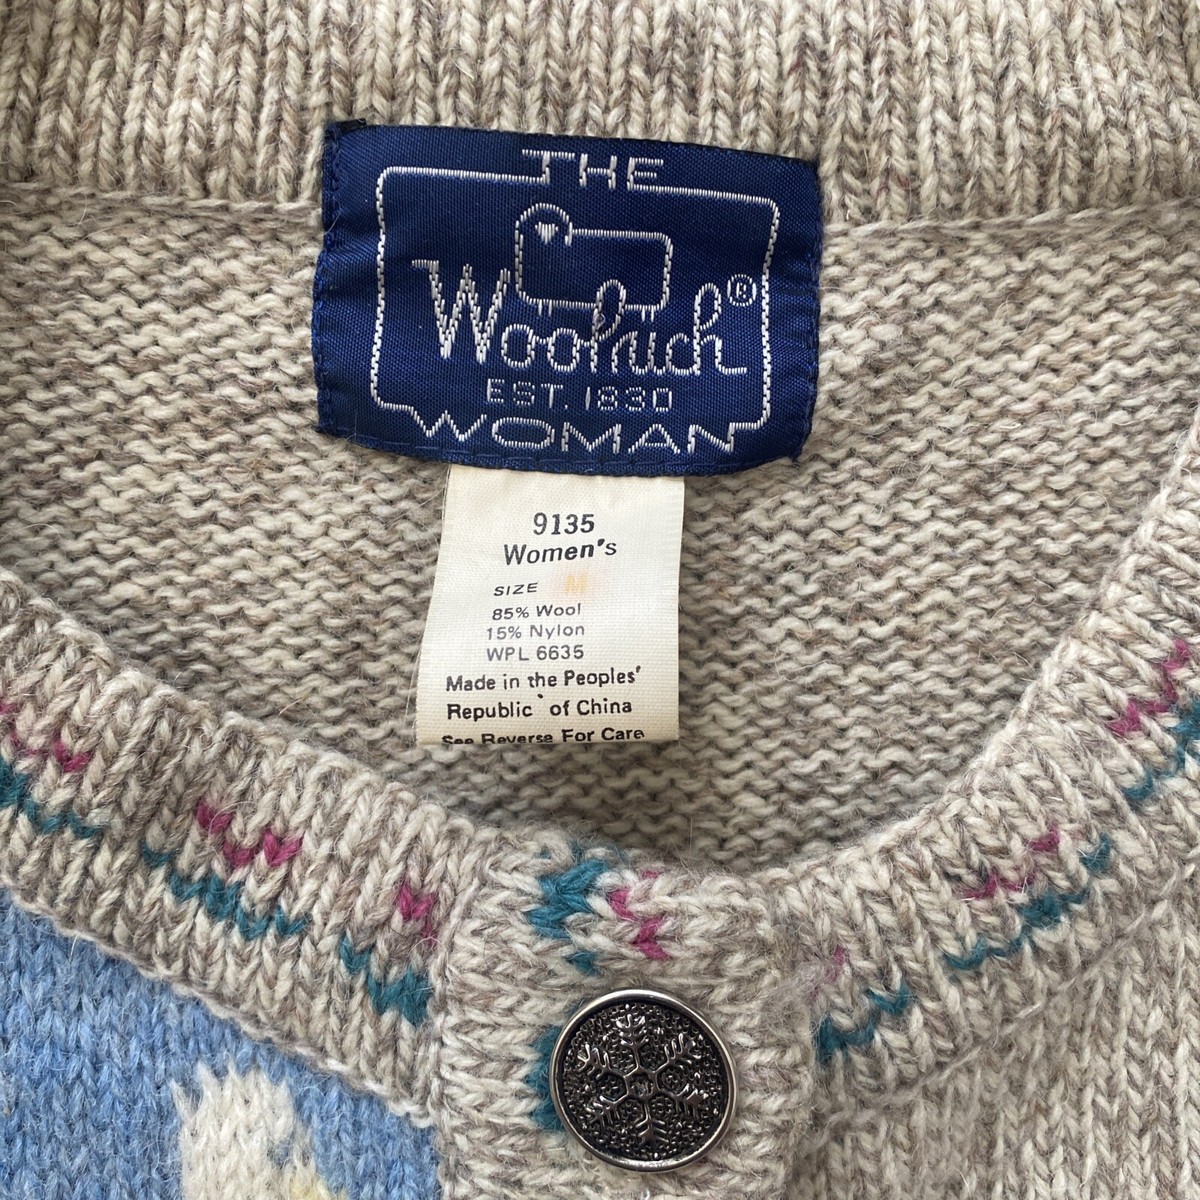 THE
Woolrich®
EST. 1830
WOMAN
9135
Women's
SIZE M
85% Wool
15% Nylon
WPL 6635
Made in the Peoples'
Republic of China
See Reverse For Care